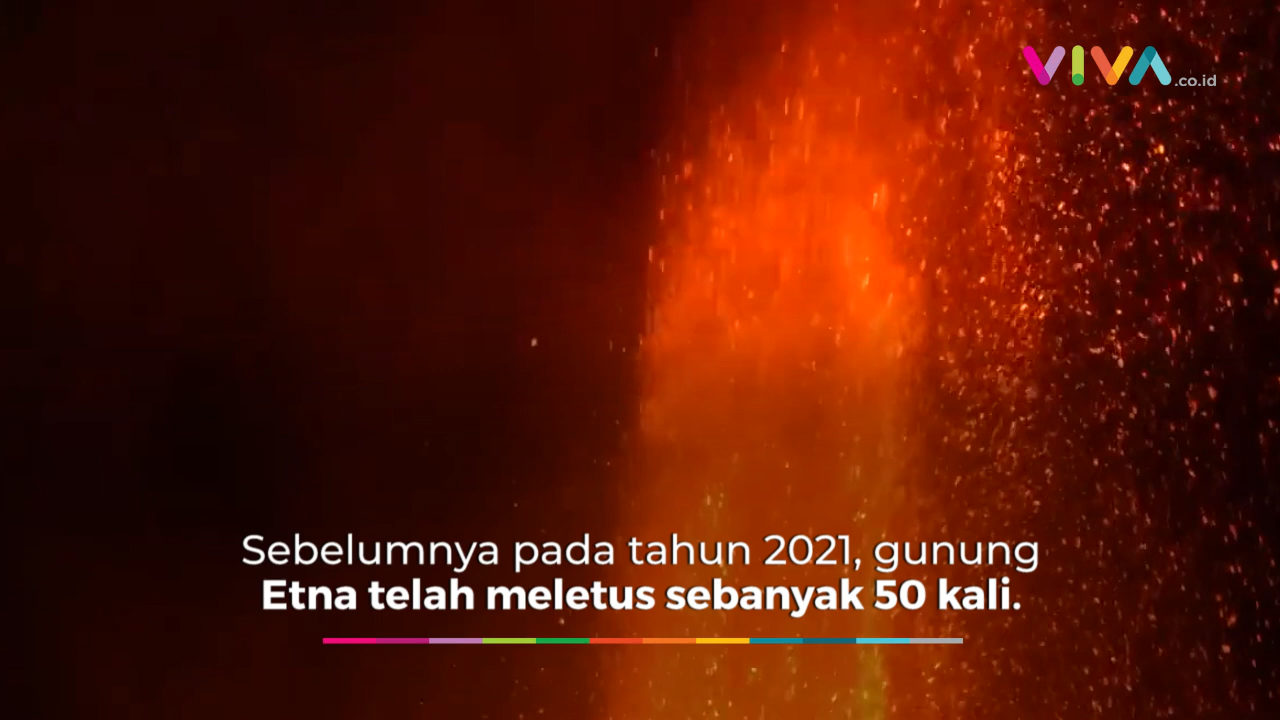 VIVA.co.id
Sebelumnya pada tahun 2021, gunung
Etna telah meletus sebanyak 50 kali.